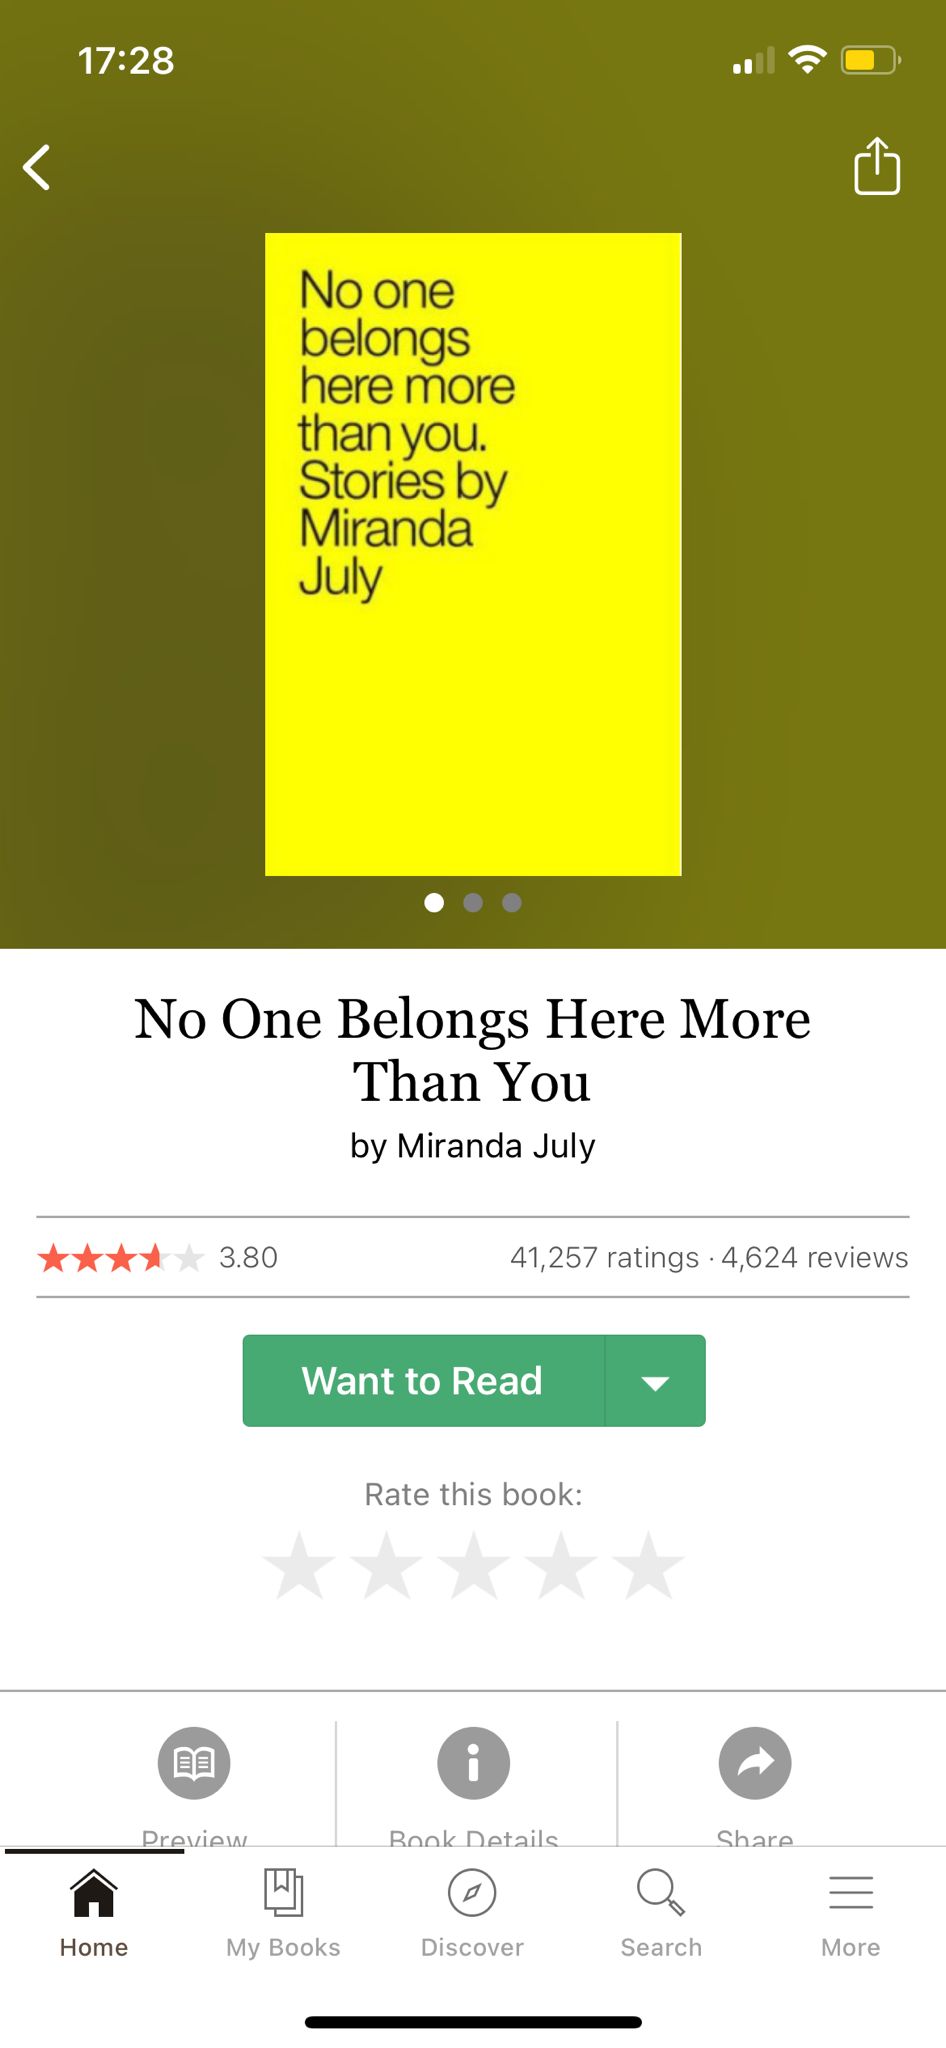 17:28
No one
belongs
here more
than you.
Stories by
Miranda
July
No One Belongs Here More
Than You
by Miranda July
3.80 41,257 ratings · 4,624 reviews
Want to Read
Rate this book:
Preview Book Details Share
Home My Books Discover Search More